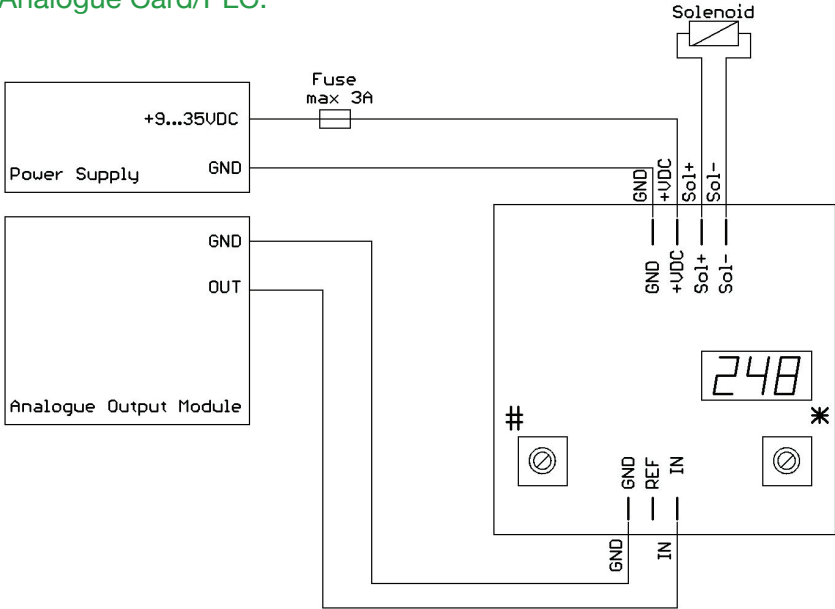 Analogue Card/PLC.
Solenoid
Fuse
max 3A
+9...35VDC
GND
Power Supply
GND
+VDC
Sol+
Sol-
GND
OUT
Analogue Output Module
GND
+VDC
Sol+
Sol-
248
#
*
GND
REF
IN
GND
IN